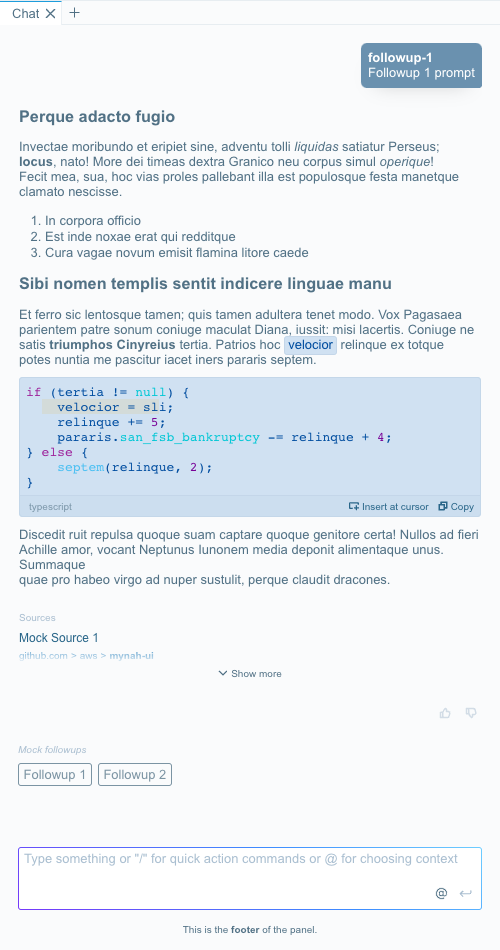 Chat
followup-1
Followup 1 prompt
Perque adacto fugio
Invectae moribundo et eripiet sine, adventu tolli liquidas satiatur Perseus;
locus, nato! More dei timeas dextra Granico neu corpus simul operique!
Fecit mea, sua, hoc vias proles pallebant illa est populosque festa manetque
clamato nescisse.
1. In corpora officio
2. Est inde noxae erat qui redditque
3. Cura vagae novum emisit flamina litore caede
Sibi nomen templis sentit indicere linguae manu
Et ferro sic lentosque tamen; quis tamen adultera tenet modo. Vox Pagasaea
parientem patre sonum coniuge maculat Diana, iussit: misi lacertis. Coniuge ne
satis triumphos Cinyreius tertia. Patrios hoc velocior relinque ex totque
potes nuntia me pascitur iacet iners pararis septem.
if (tertia != null) {
    velocior = sli;
    relinque += 5;
    pararis.san_fsb_bankruptcy -= relinque + 4;
} else {
    septem(relinque, 2);
}
typescript Insert at cursor Copy
Discedit ruit repulsa quoque suam captare quoque genitore certa! Nullos ad fieri
Achille amor, vocant Neptunus Iunonem media deponit alimentaque unus.
Summaque
quae pro habeo virgo ad nuper sustulit, perque claudit dracones.
Sources
Mock Source 1
github.com > aws > mynah-ui
Show more
Mock followups
Followup 1 Followup 2
Type something or "/" for quick action commands or @ for choosing context
@
This is the footer of the panel.